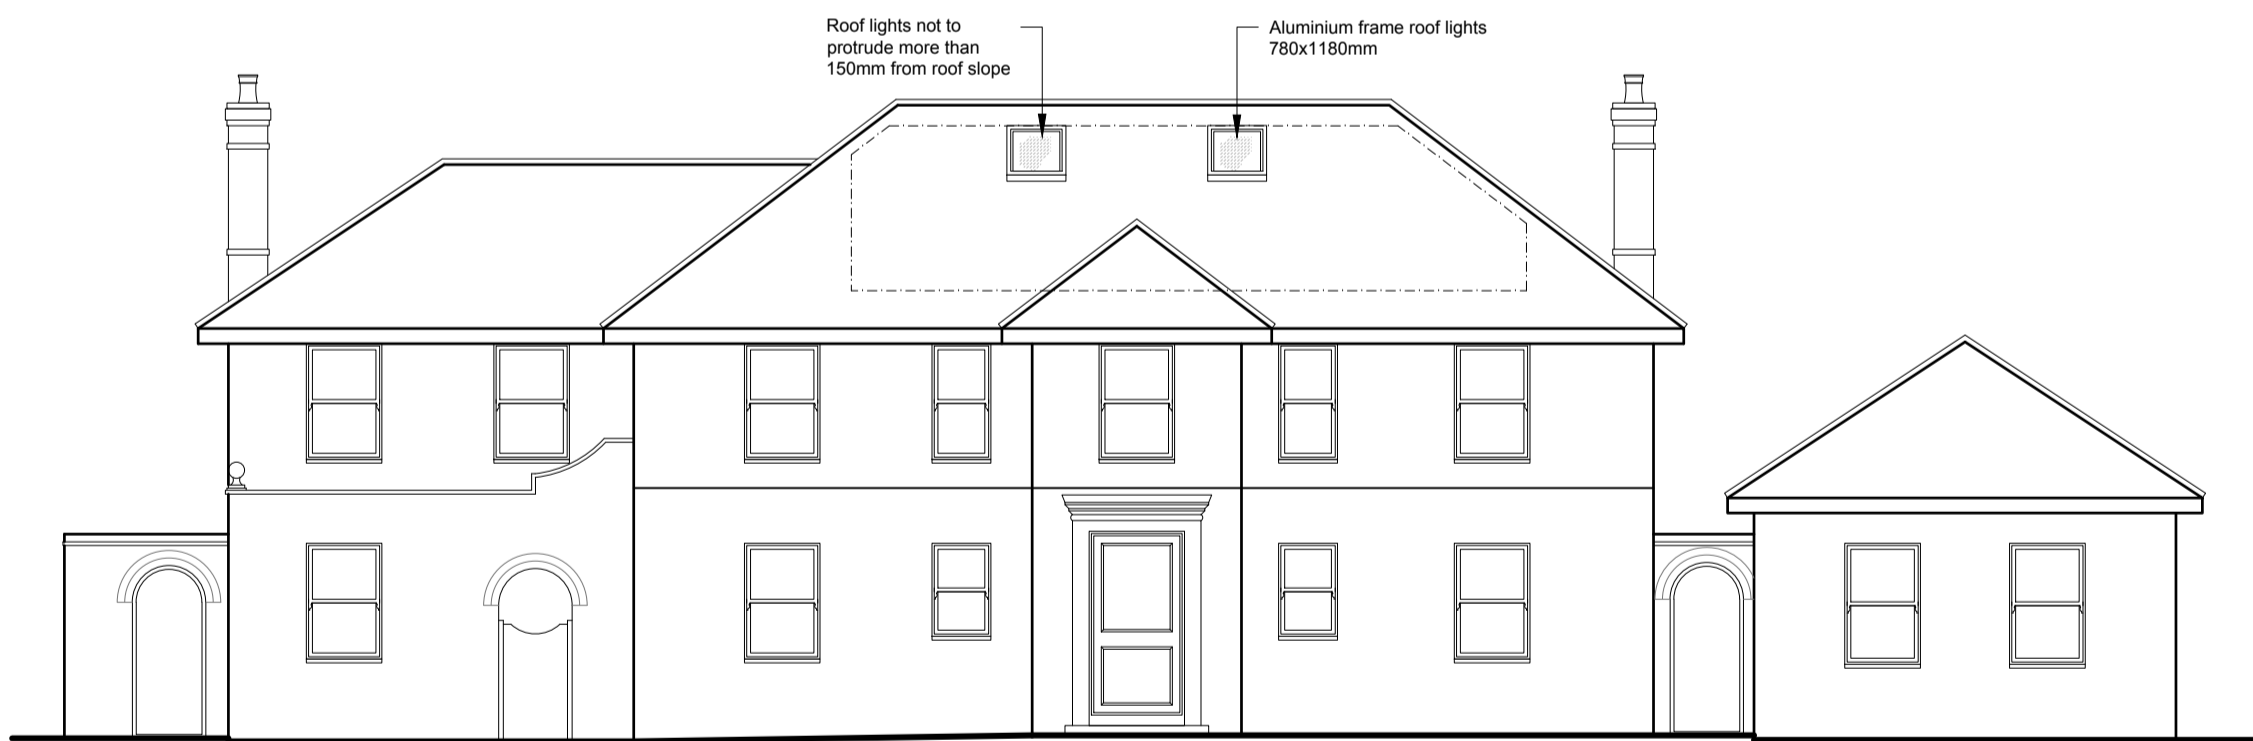 Roof lights not to
protrude more than
150mm from roof slope
Aluminium frame roof lights
780x1180mm